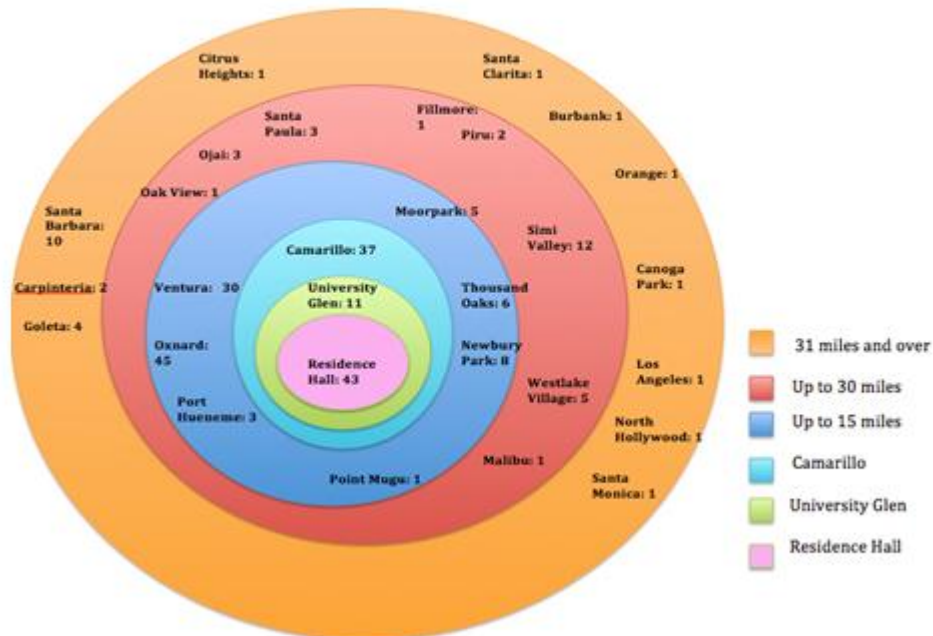 Citrus
Heights: 1
Santa
Clarita: 1
Fillmore:
1
Burbank: 1
Santa
Paula: 3
Piru: 2
Ojai: 3
Orange: 1
Oak View: 1
Santa
Barbara:
10
Moorpark: 5
Simi
Valley: 12
Camarillo: 37
Canoga
Park: 1
Carpinteria: 2
Ventura: 30
University
Glen: 11
Thousand
Oaks: 6
Goleta: 4
Oxnard:
45
Newbury
Park: 8
Residence
Hall: 43
Los
Angeles: 1
Westlake
Village: 5
Port
Hueneme: 3
North
Hollywood: 1
Malibu: 1
Point Mugu: 1
Santa
Monica: 1
31 miles and over
Up to 30 miles
Up to 15 miles
Camarillo
University Glen
Residence Hall